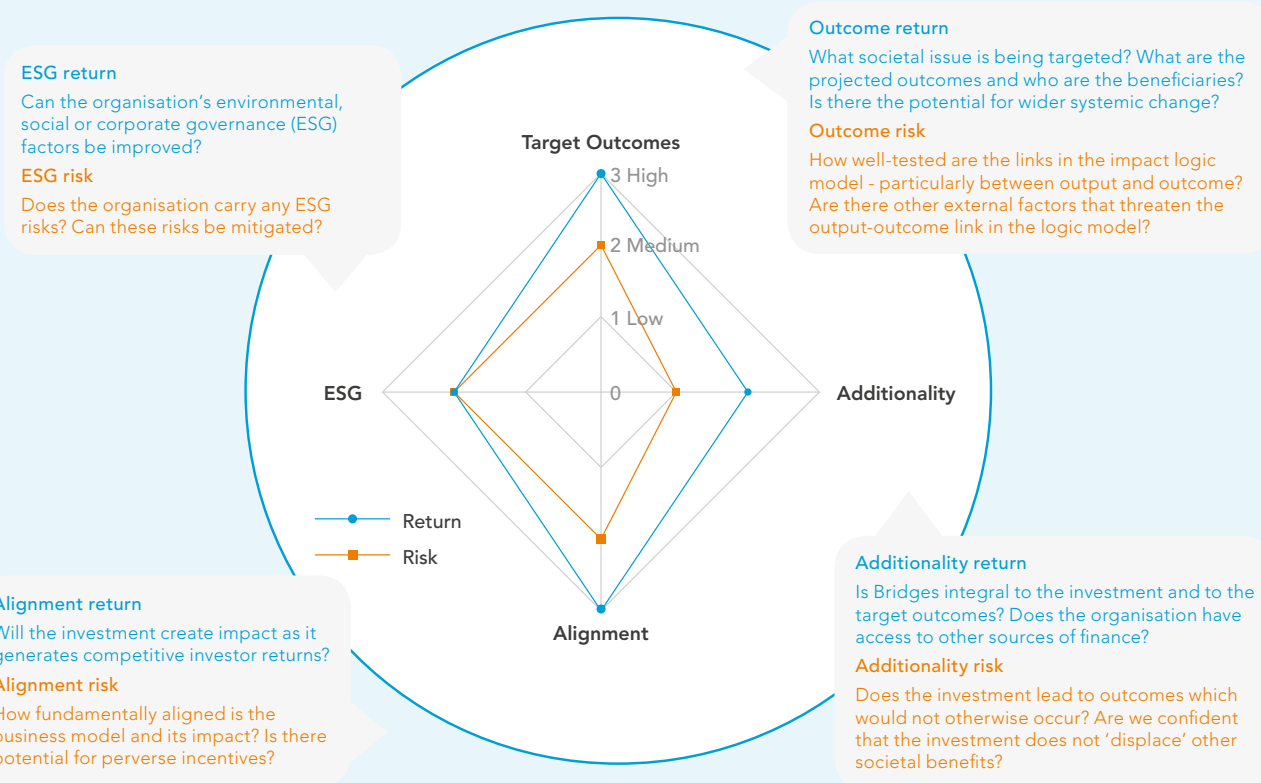 ESG return
Can the organisation's environmental,
social or corporate governance (ESG)
factors be improved?
ESG risk
Does the organisation carry any ESG
risks? Can these risks be mitigated?
Outcome return
What societal issue is being targeted? What are the
projected outcomes and who are the beneficiaries?
Is there the potential for wider systemic change?
Outcome risk
How well-tested are the links in the impact logic
model - particularly between output and outcome?
Are there other external factors that threaten the
output-outcome link in the logic model?
Target Outcomes
3 High
2 Medium
1 Low
0
ESG
Additionality
Alignment
Return
Risk
Alignment return
Will the investment create impact as it
generates competitive investor returns?
Alignment risk
How fundamentally aligned is the
business model and its impact? Is there
potential for perverse incentives?
Additionality return
Is Bridges integral to the investment and to the
target outcomes? Does the organisation have
access to other sources of finance?
Additionality risk
Does the investment lead to outcomes which
would not otherwise occur? Are we confident
that the investment does not 'displace' other
societal benefits?